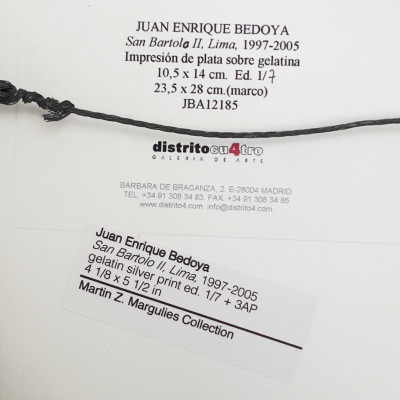 JUAN ENRIQUE BEDOYA
San Bartolo II, Lima, 1997-2005
Impresión de plata sobre gelatina
10,5 x 14 cm. Ed. 1/7
23,5 x 28 cm.(marco)
JBA12185
distritocu4tro
GALERIA DE ARTE
BÁRBARA DE BRAGANZA, 2. E-28004 MADRID
TEL +34 91 308 34 83. FAX. +34 91 308 34 85
www.distrito4.com info@distrito4.com
Juan Enrique Bedoya
San Bartolo II, Lima, 1997-2005
gelatin silver print ed. 1/7 + 3AP
4 1/8 x 5 1/2 in
Martin Z. Margulies Collection